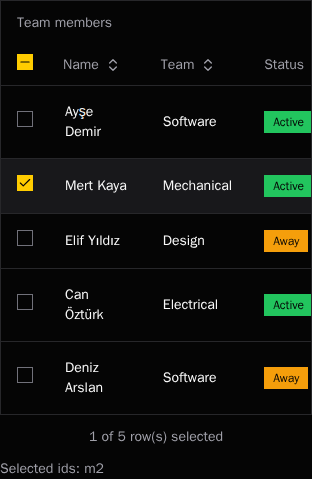 Team members
Name Team Status
Ayşe
Demir
Software
Active
Mert Kaya Mechanical Active
Elif Yıldız Design Away
Can
Öztürk
Electrical
Active
Deniz
Arslan
Software
Away
1 of 5 row(s) selected
Selected ids: m2